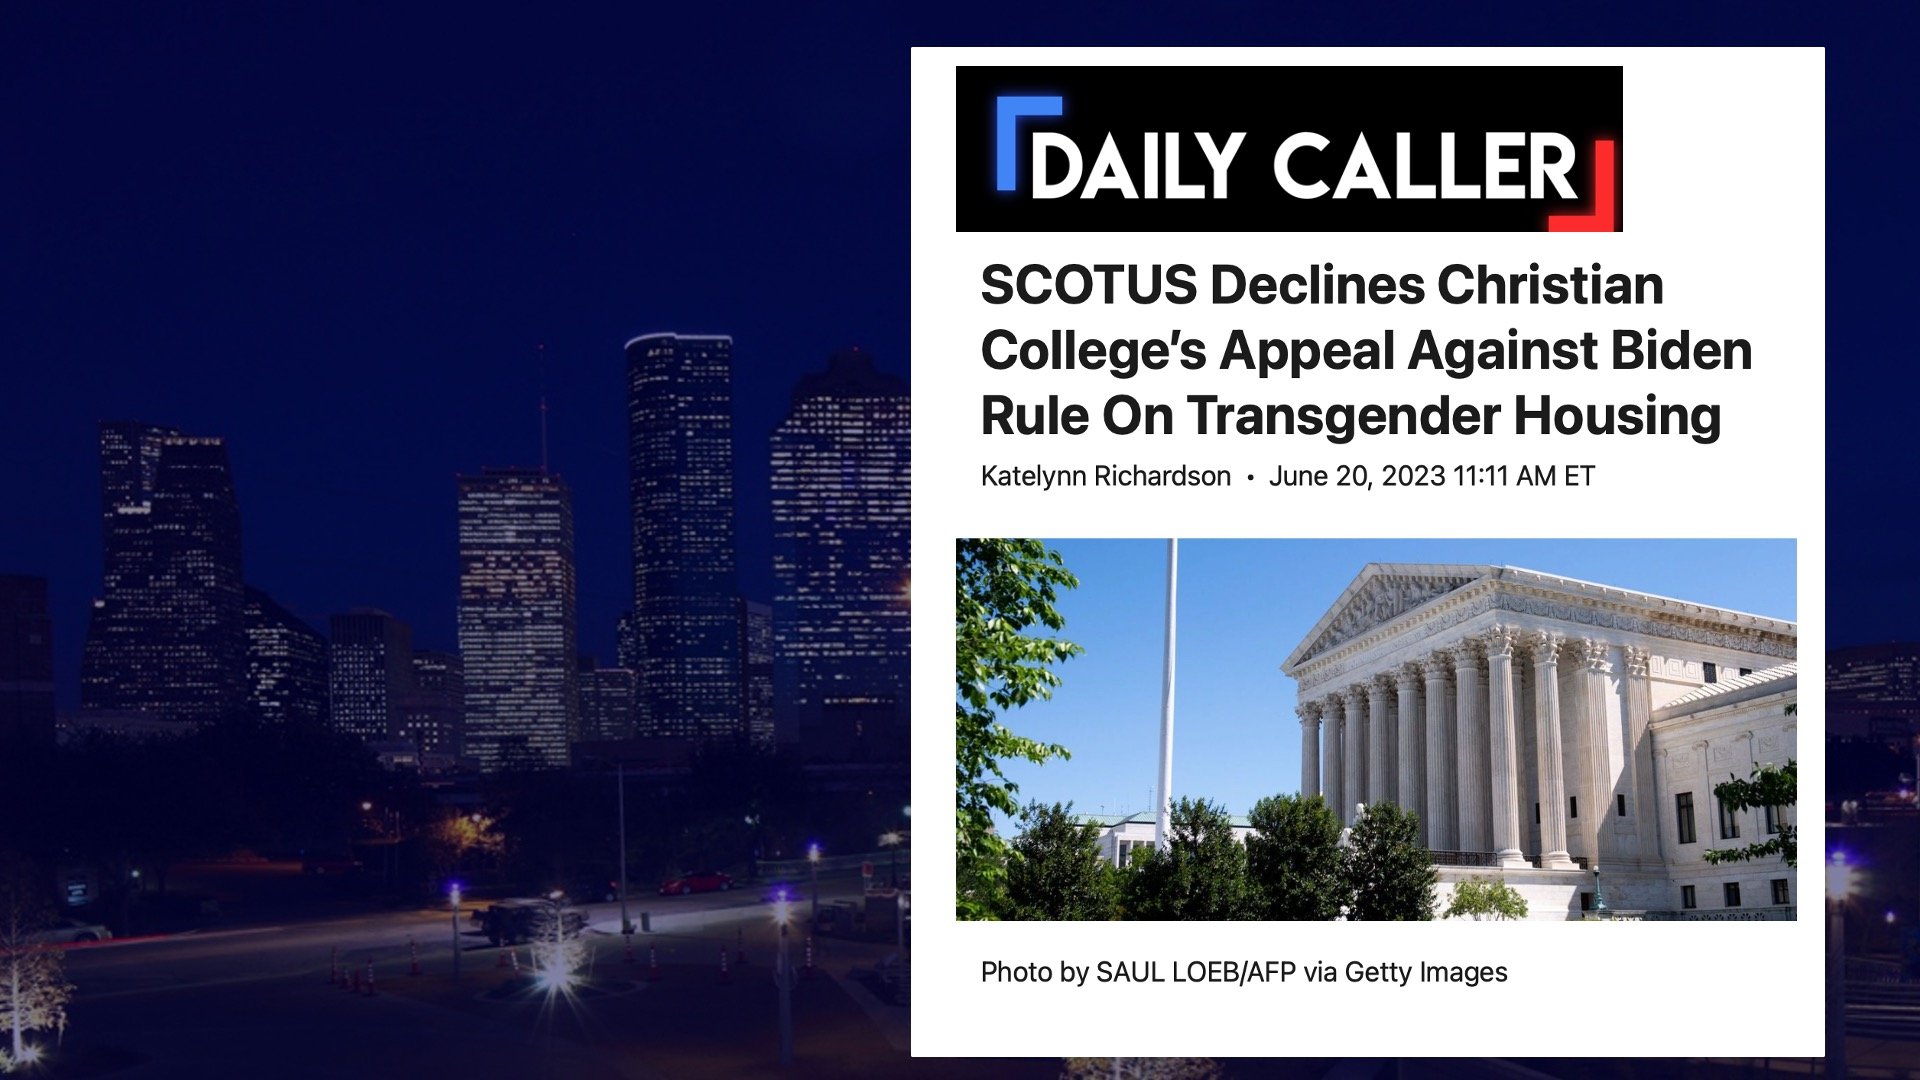 DAILY CALLER
SCOTUS Declines Christian
College’s Appeal Against Biden
Rule On Transgender Housing
Katelynn Richardson • June 20, 2023 11:11 AM ET
Photo by SAUL LOEB/AFP via Getty Images